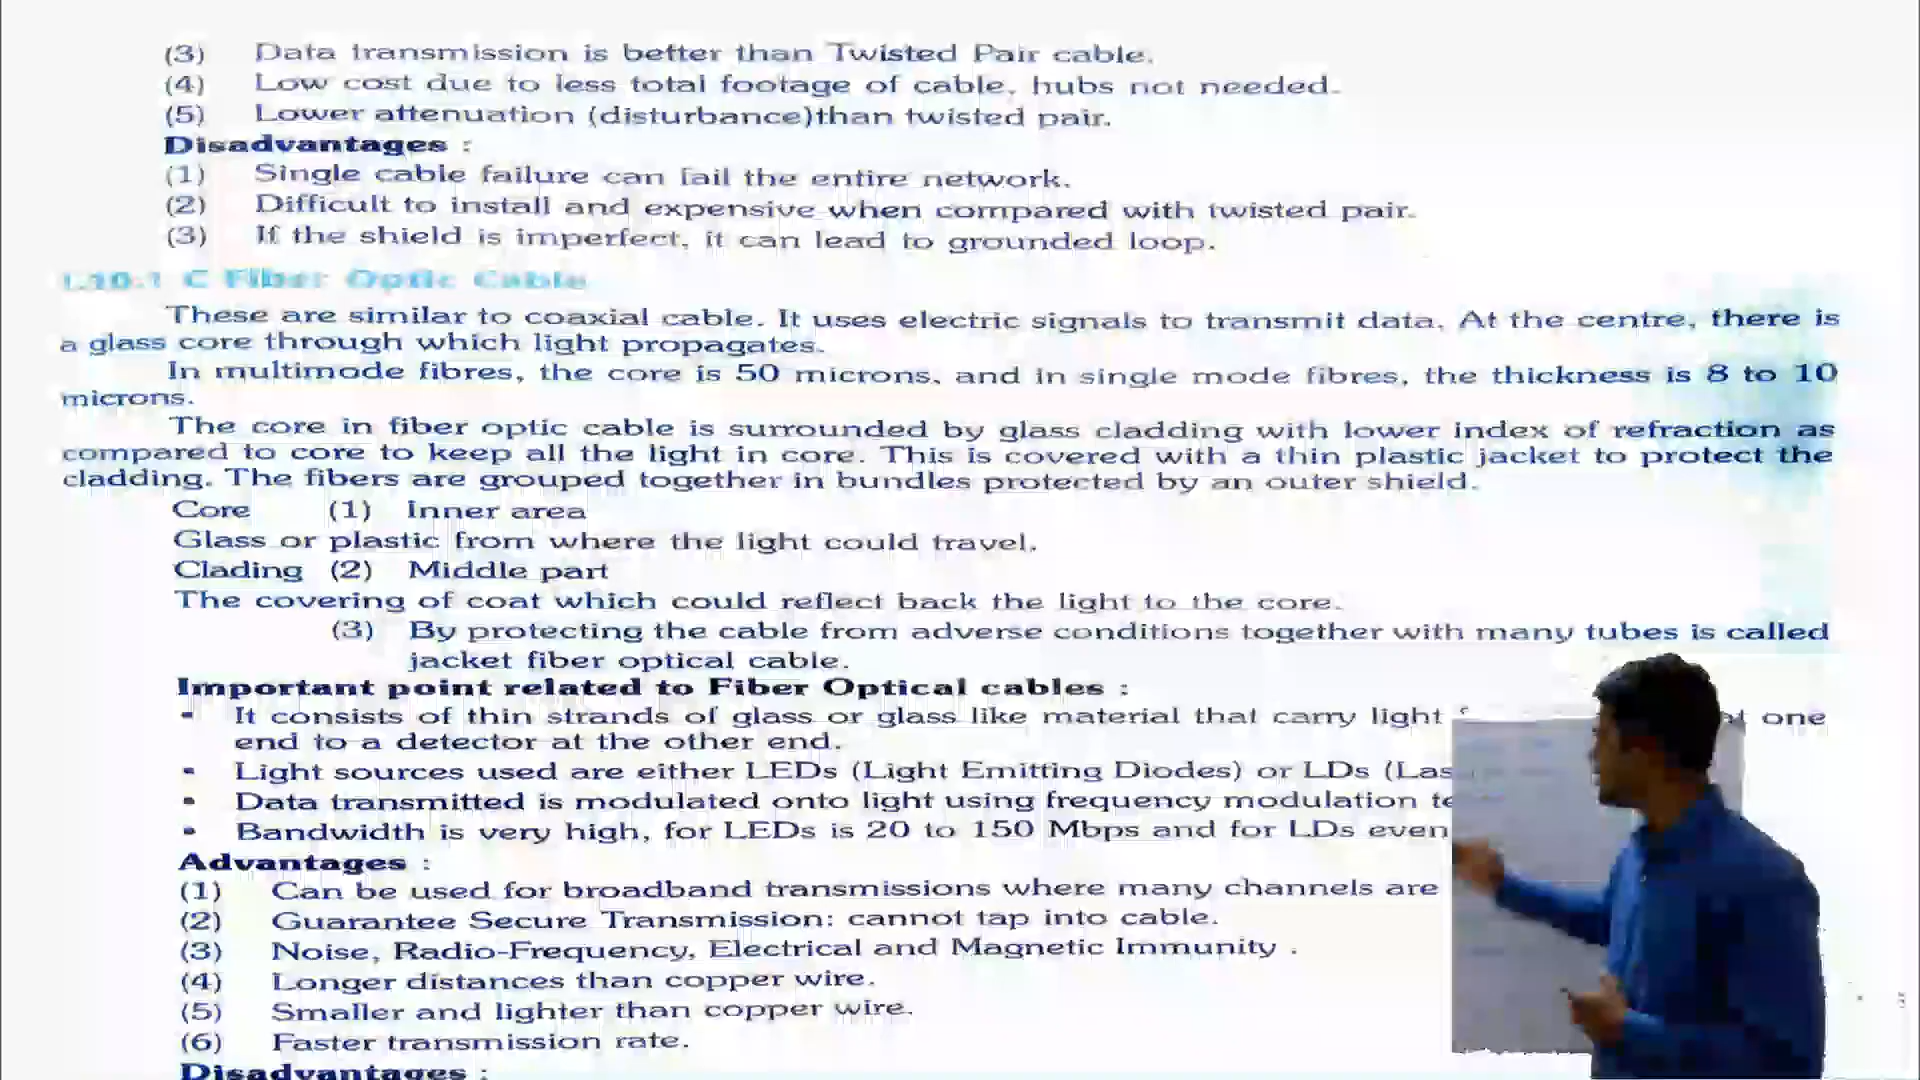 (3) Data transmission is better than Twisted Pair cable.
(4) Low cost due to less total footage of cable, hubs not needed.
(5) Lower attenuation (disturbance)than twisted pair.
Disadvantages :
(1) Single cable failure can fail the entire network.
(2) Difficult to install and expensive when compared with twisted pair.
(3) If the shield is imperfect, it can lead to grounded loop.
1.10.1 C Fiber Optic Cable
These are similar to coaxial cable. It uses electric signals to transmit data. At the centre, there is
a glass core through which light propagates.
In multimode fibres, the core is 50 microns, and in single mode fibres, the thickness is 8 to 10
microns.
The core in fiber optic cable is surrounded by glass cladding with lower index of refraction as
compared to core to keep all the light in core. This is covered with a thin plastic jacket to protect the
cladding. The fibers are grouped together in bundles protected by an outer shield.
Core (1) Inner area
Glass or plastic from where the light could travel.
Clading (2) Middle part
The covering of coat which could reflect back the light to the core.
(3) By protecting the cable from adverse conditions together with many tubes is called
jacket fiber optical cable.
Important point related to Fiber Optical cables :
- It consists of thin strands of glass or glass like material that carry light one
end to a detector at the other end.
- Light sources used are either LEDs (Light Emitting Diodes) or LDs (Las
- Data transmitted is modulated onto light using frequency modulation te
- Bandwidth is very high, for LEDs is 20 to 150 Mbps and for LDs even
Advantages :
(1) Can be used for broadband transmissions where many channels are
(2) Guarantee Secure Transmission: cannot tap into cable.
(3) Noise, Radio-Frequency, Electrical and Magnetic Immunity .
(4) Longer distances than copper wire.
(5) Smaller and lighter than copper wire.
(6) Faster transmission rate.
Disadvantages :